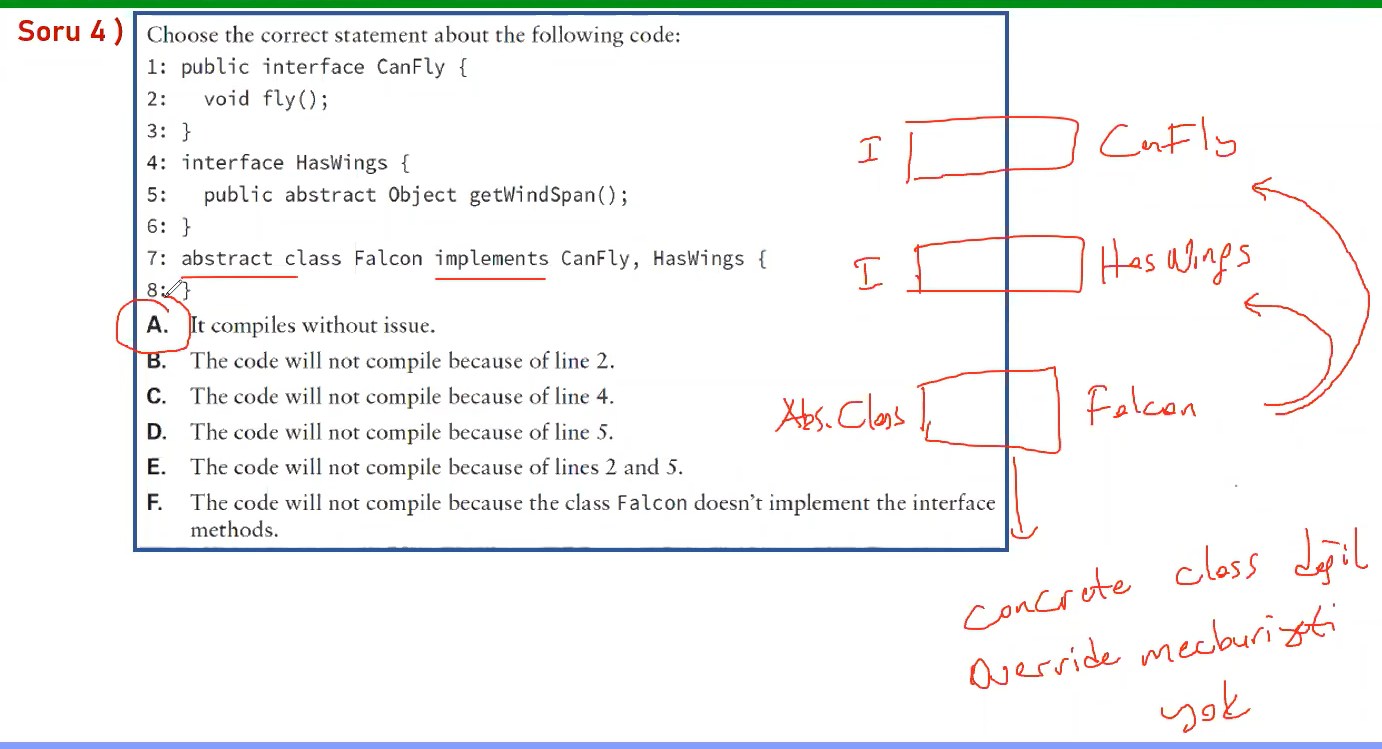 Soru 4 )
Choose the correct statement about the following code:
1: public interface CanFly {
2:   void fly();
3: }
4: interface HasWings {
5:   public abstract Object getWindSpan();
6: }
7: abstract class Falcon implements CanFly, HasWings {
8: }
A. It compiles without issue.
B. The code will not compile because of line 2.
C. The code will not compile because of line 4.
D. The code will not compile because of line 5.
E. The code will not compile because of lines 2 and 5.
F. The code will not compile because the class Falcon doesn't implement the interface
methods.
I CanFly
I HasWings
Abs. Class Falcon
Concrete class değil
Override mecburiyeti
yok